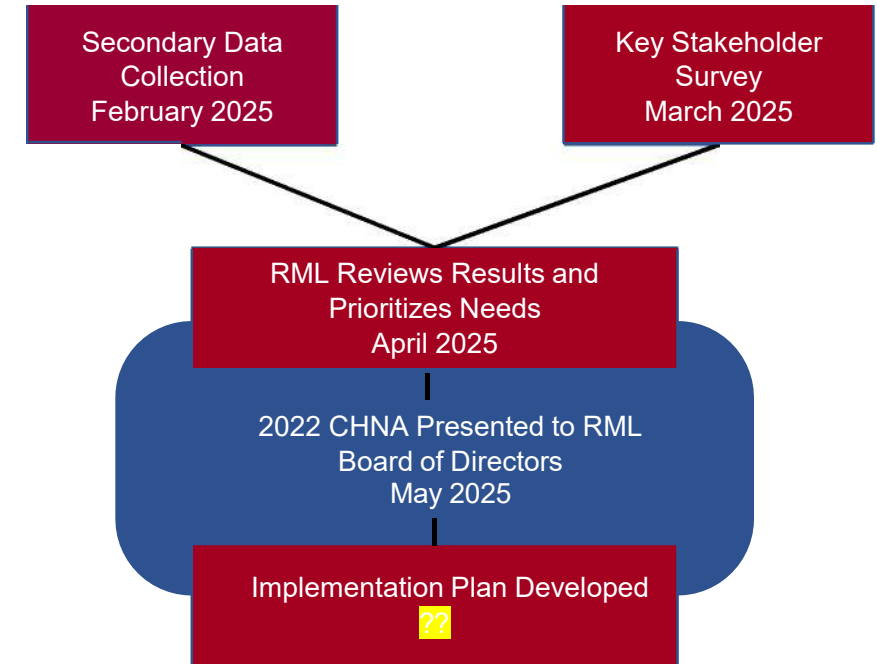 Secondary Data
Collection
February 2025
Key Stakeholder
Survey
March 2025
RML Reviews Results and
Prioritizes Needs
April 2025
2022 CHNA Presented to RML
Board of Directors
May 2025
Implementation Plan Developed
??